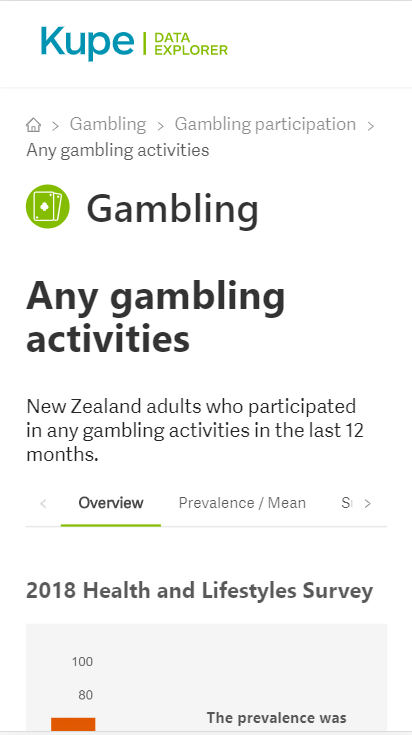 Kupe DATA EXPLORER
> Gambling > Gambling participation >
Any gambling activities
Gambling
Any gambling
activities
New Zealand adults who participated
in any gambling activities in the last 12
months.
< Overview Prevalence / Mean S >
2018 Health and Lifestyles Survey
100
80
The prevalence was